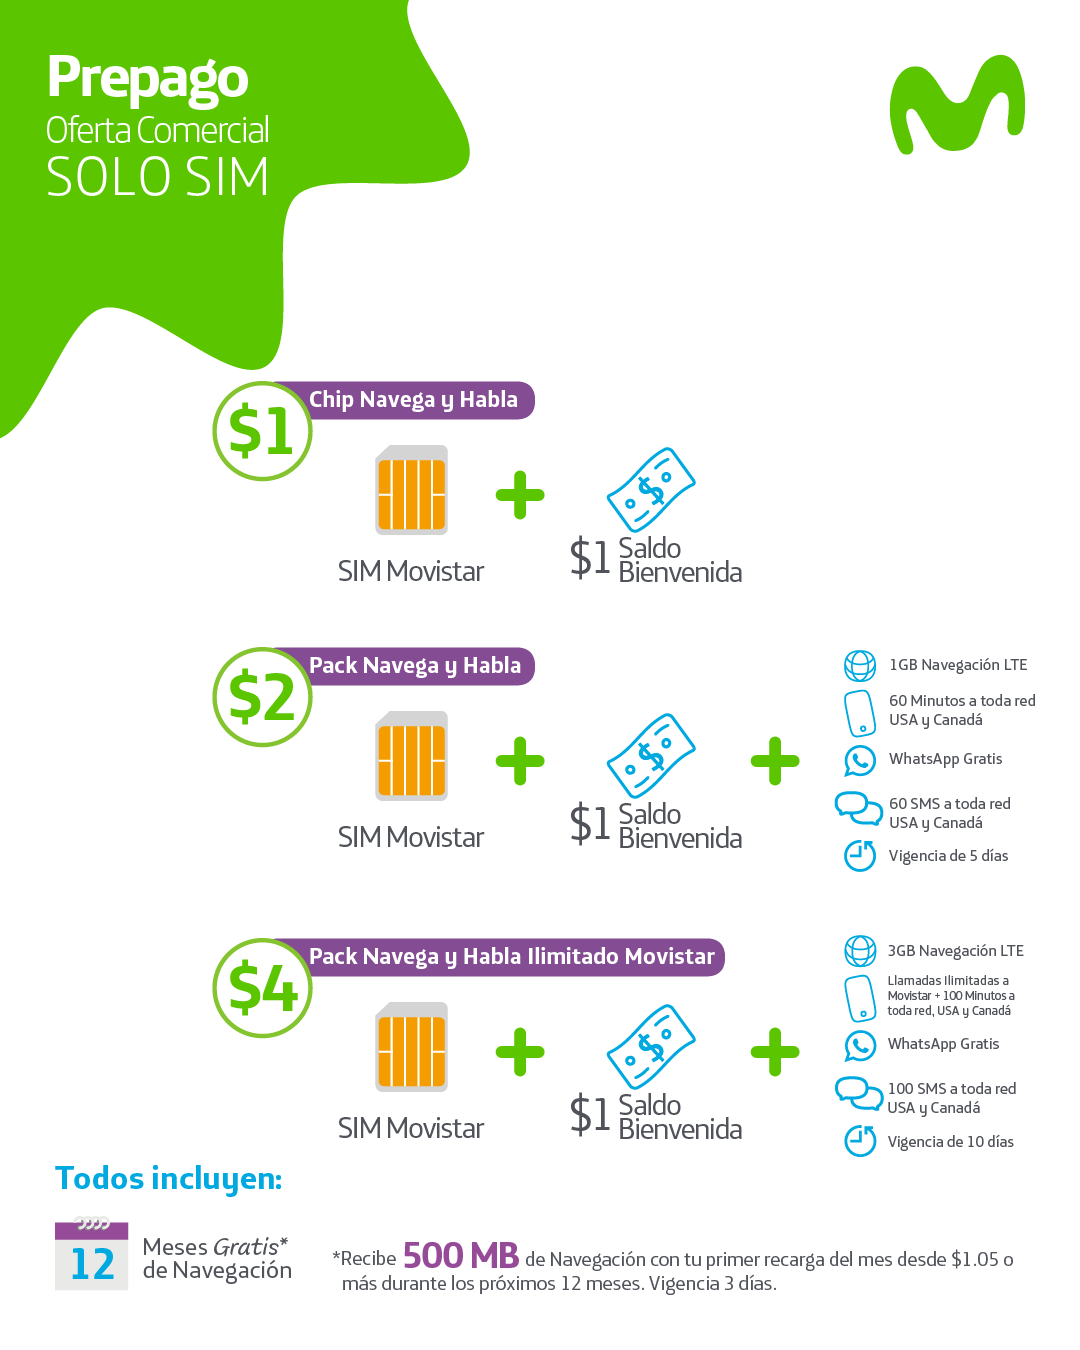 Prepago
Oferta Comercial
SOLO SIM
$1
Chip Navega y Habla
SIM Movistar
$1 Saldo
Bienvenida
$2
Pack Navega y Habla
SIM Movistar
$1 Saldo
Bienvenida
1GB Navegación LTE
60 Minutos a toda red
USA y Canadá
WhatsApp Gratis
60 SMS a toda red
USA y Canadá
Vigencia de 5 días
$4
Pack Navega y Habla Ilimitado Movistar
SIM Movistar
$1 Saldo
Bienvenida
3GB Navegación LTE
Llamadas Ilimitadas a
Movistar + 100 Minutos a
toda red, USA y Canadá
WhatsApp Gratis
100 SMS a toda red
USA y Canadá
Vigencia de 10 días
Todos incluyen:
12
Meses Gratis*
de Navegación
*Recibe 500 MB de Navegación con tu primer recarga del mes desde $1.05 o
más durante los próximos 12 meses. Vigencia 3 días.